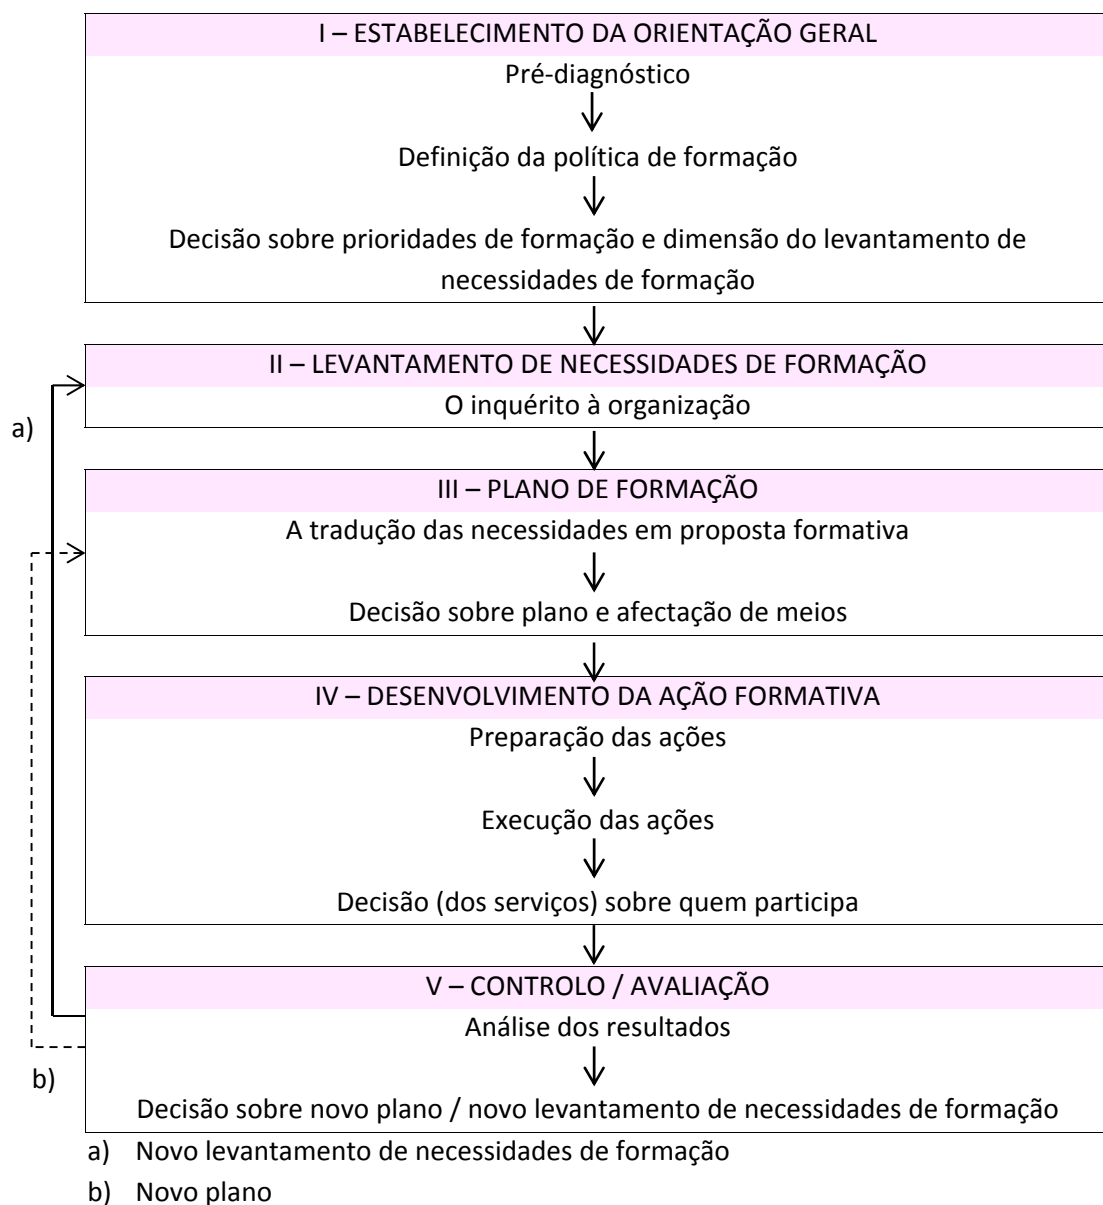 I – ESTABELECIMENTO DA ORIENTAÇÃO GERAL
Pré-diagnóstico
Definição da política de formação
Decisão sobre prioridades de formação e dimensão do levantamento de
necessidades de formação
II – LEVANTAMENTO DE NECESSIDADES DE FORMAÇÃO
O inquérito à organização
a)
III – PLANO DE FORMAÇÃO
A tradução das necessidades em proposta formativa
Decisão sobre plano e afectação de meios
IV – DESENVOLVIMENTO DA AÇÃO FORMATIVA
Preparação das ações
Execução das ações
Decisão (dos serviços) sobre quem participa
V – CONTROLO / AVALIAÇÃO
Análise dos resultados
b)
Decisão sobre novo plano / novo levantamento de necessidades de formação
a) Novo levantamento de necessidades de formação
b) Novo plano